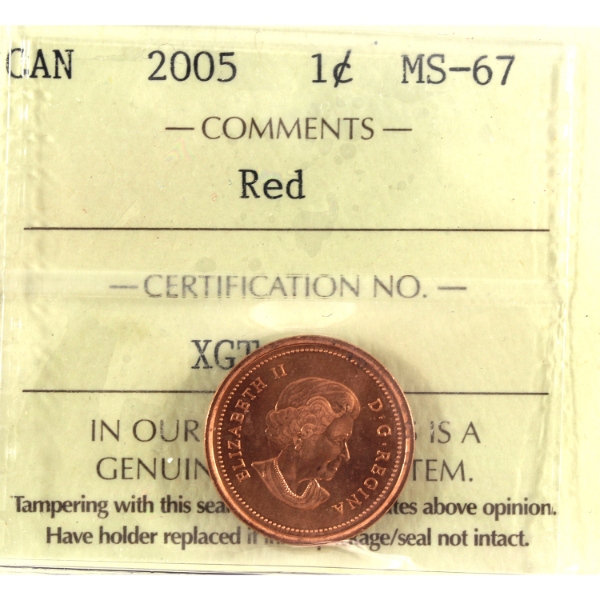 CAN 2005 1¢ MS-67
— COMMENTS —
Red
— CERTIFICATION NO. —
XGT
ELIZABETH II D·G·REGINA
IN OUR IS A
GENUIN TEM.
Tampering with this sea tes above opinion.
Have holder replaced if age/seal not intact.